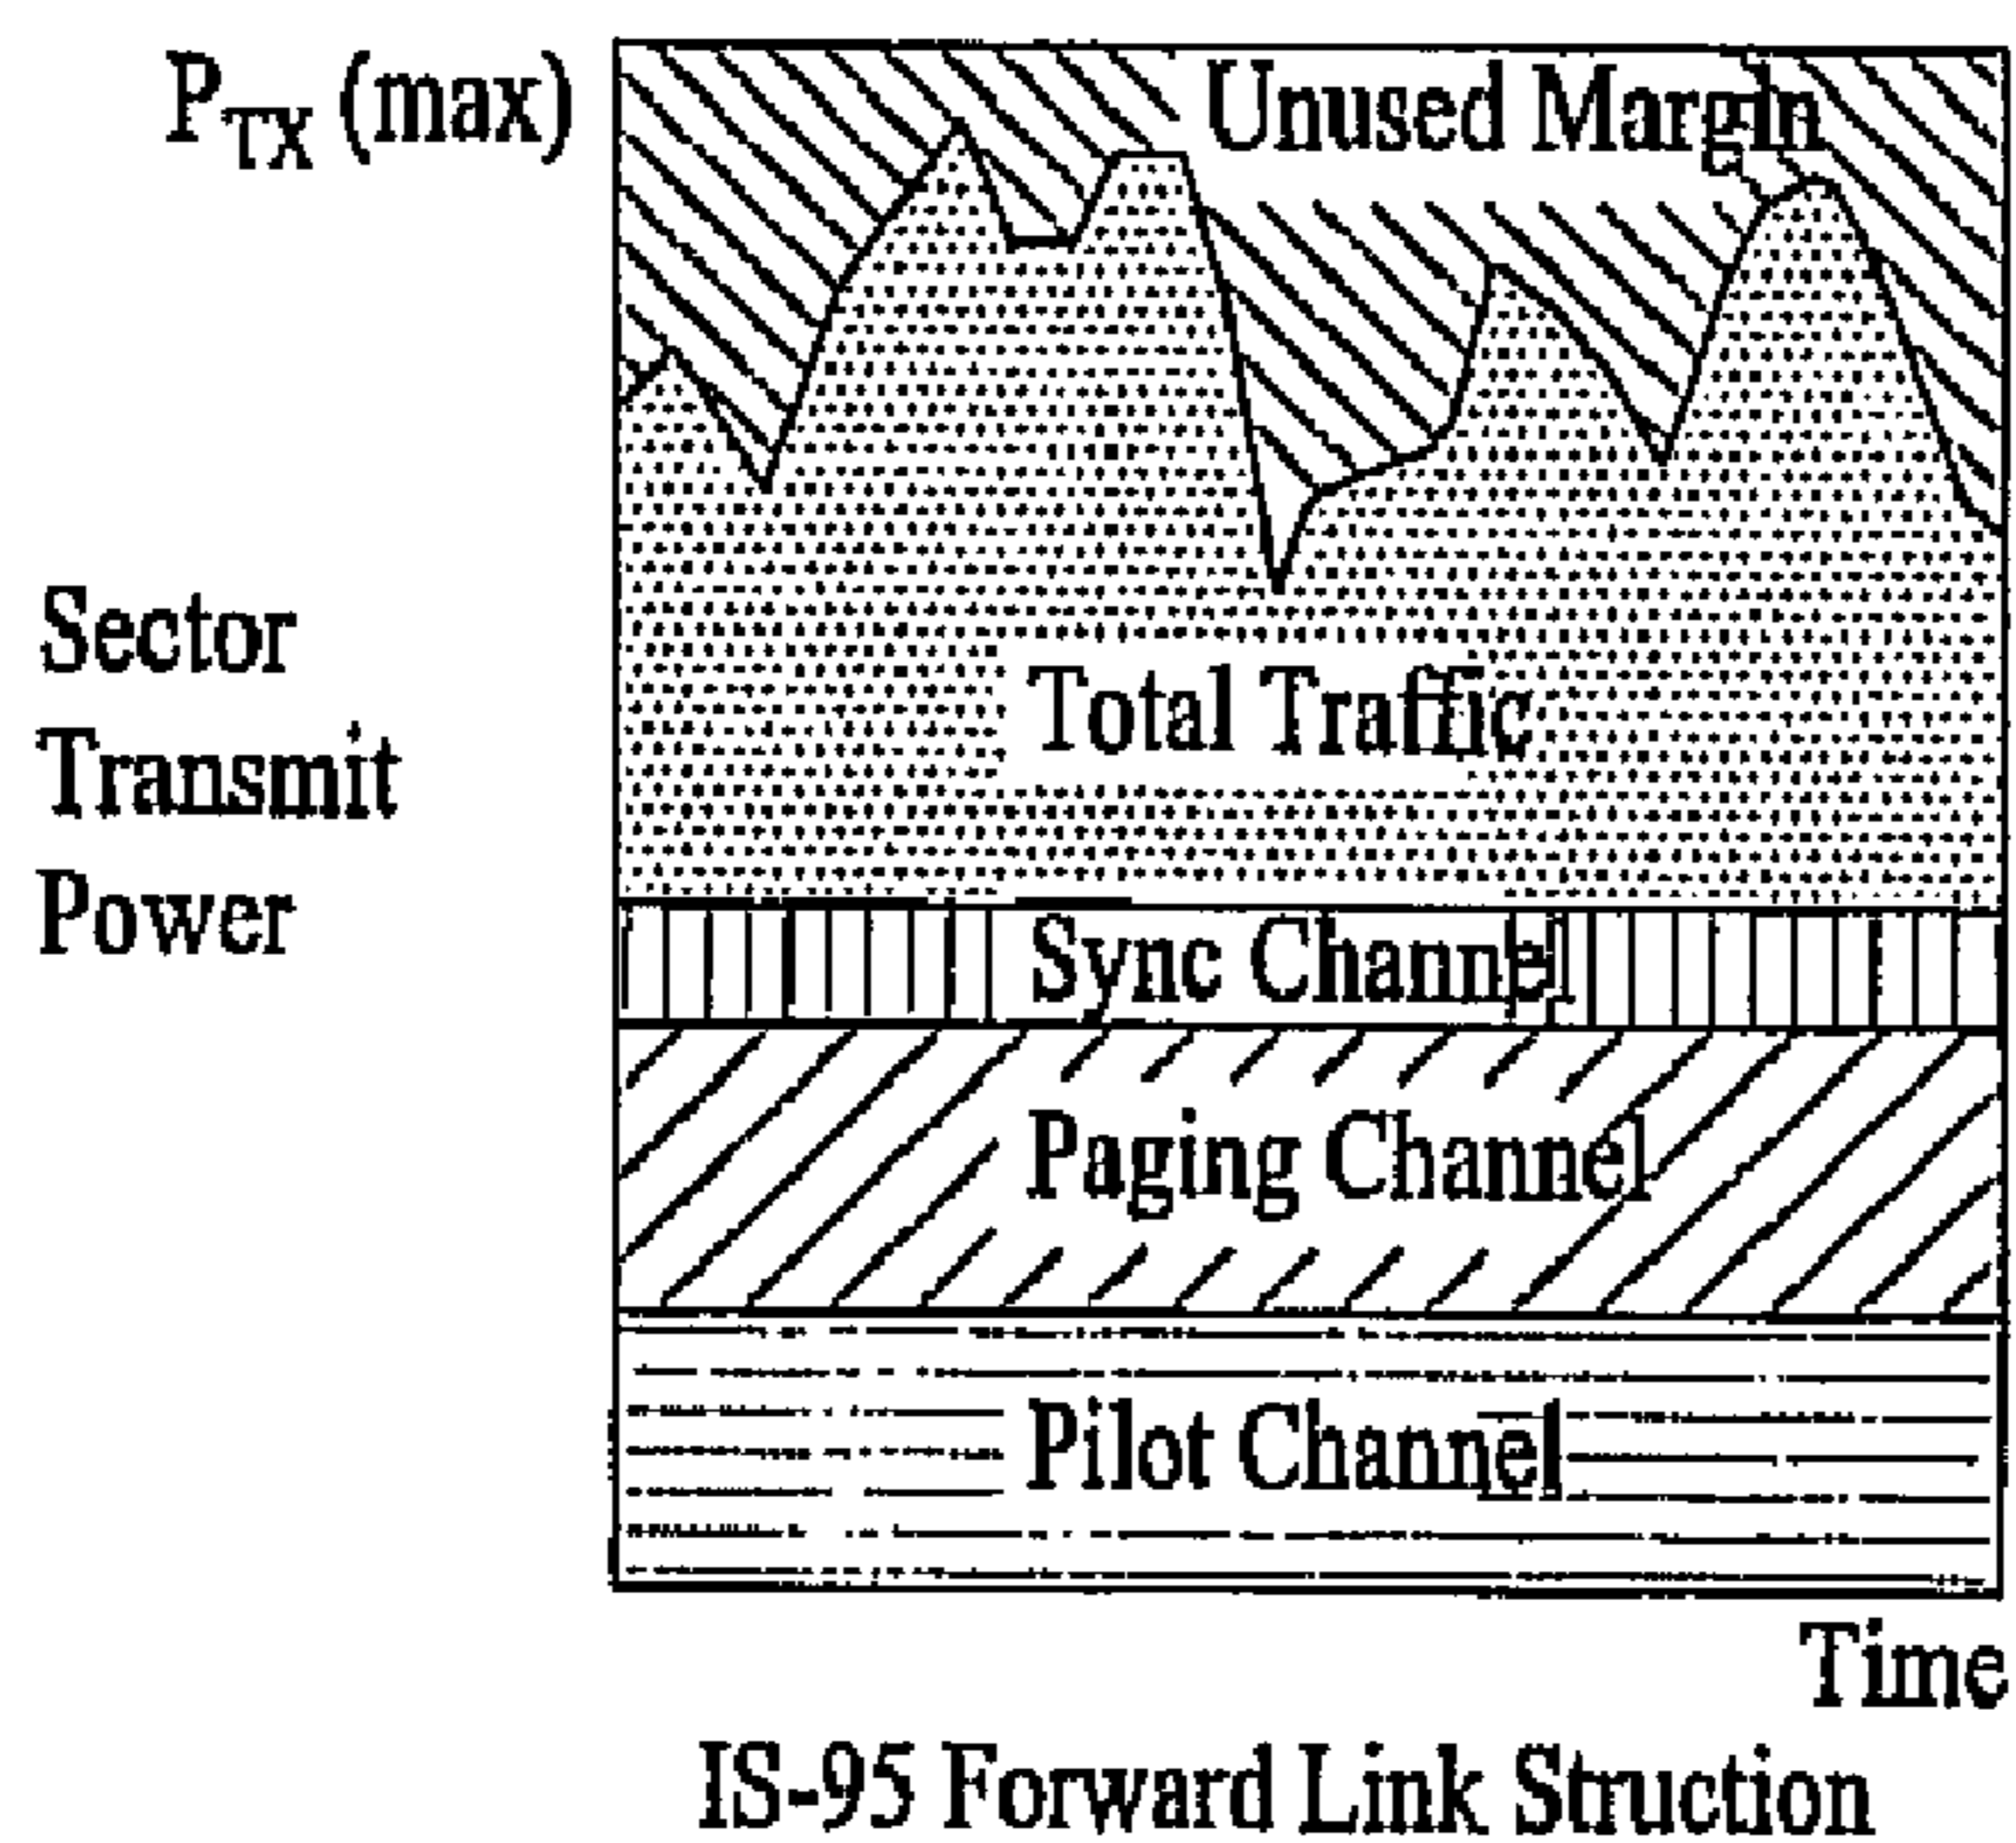 P_TX (max)
Unused Margin
Sector
Transmit
Power
Total Traffic
Sync Channel
Paging Channel
Pilot Channel
Time
IS-95 Forward Link Struction